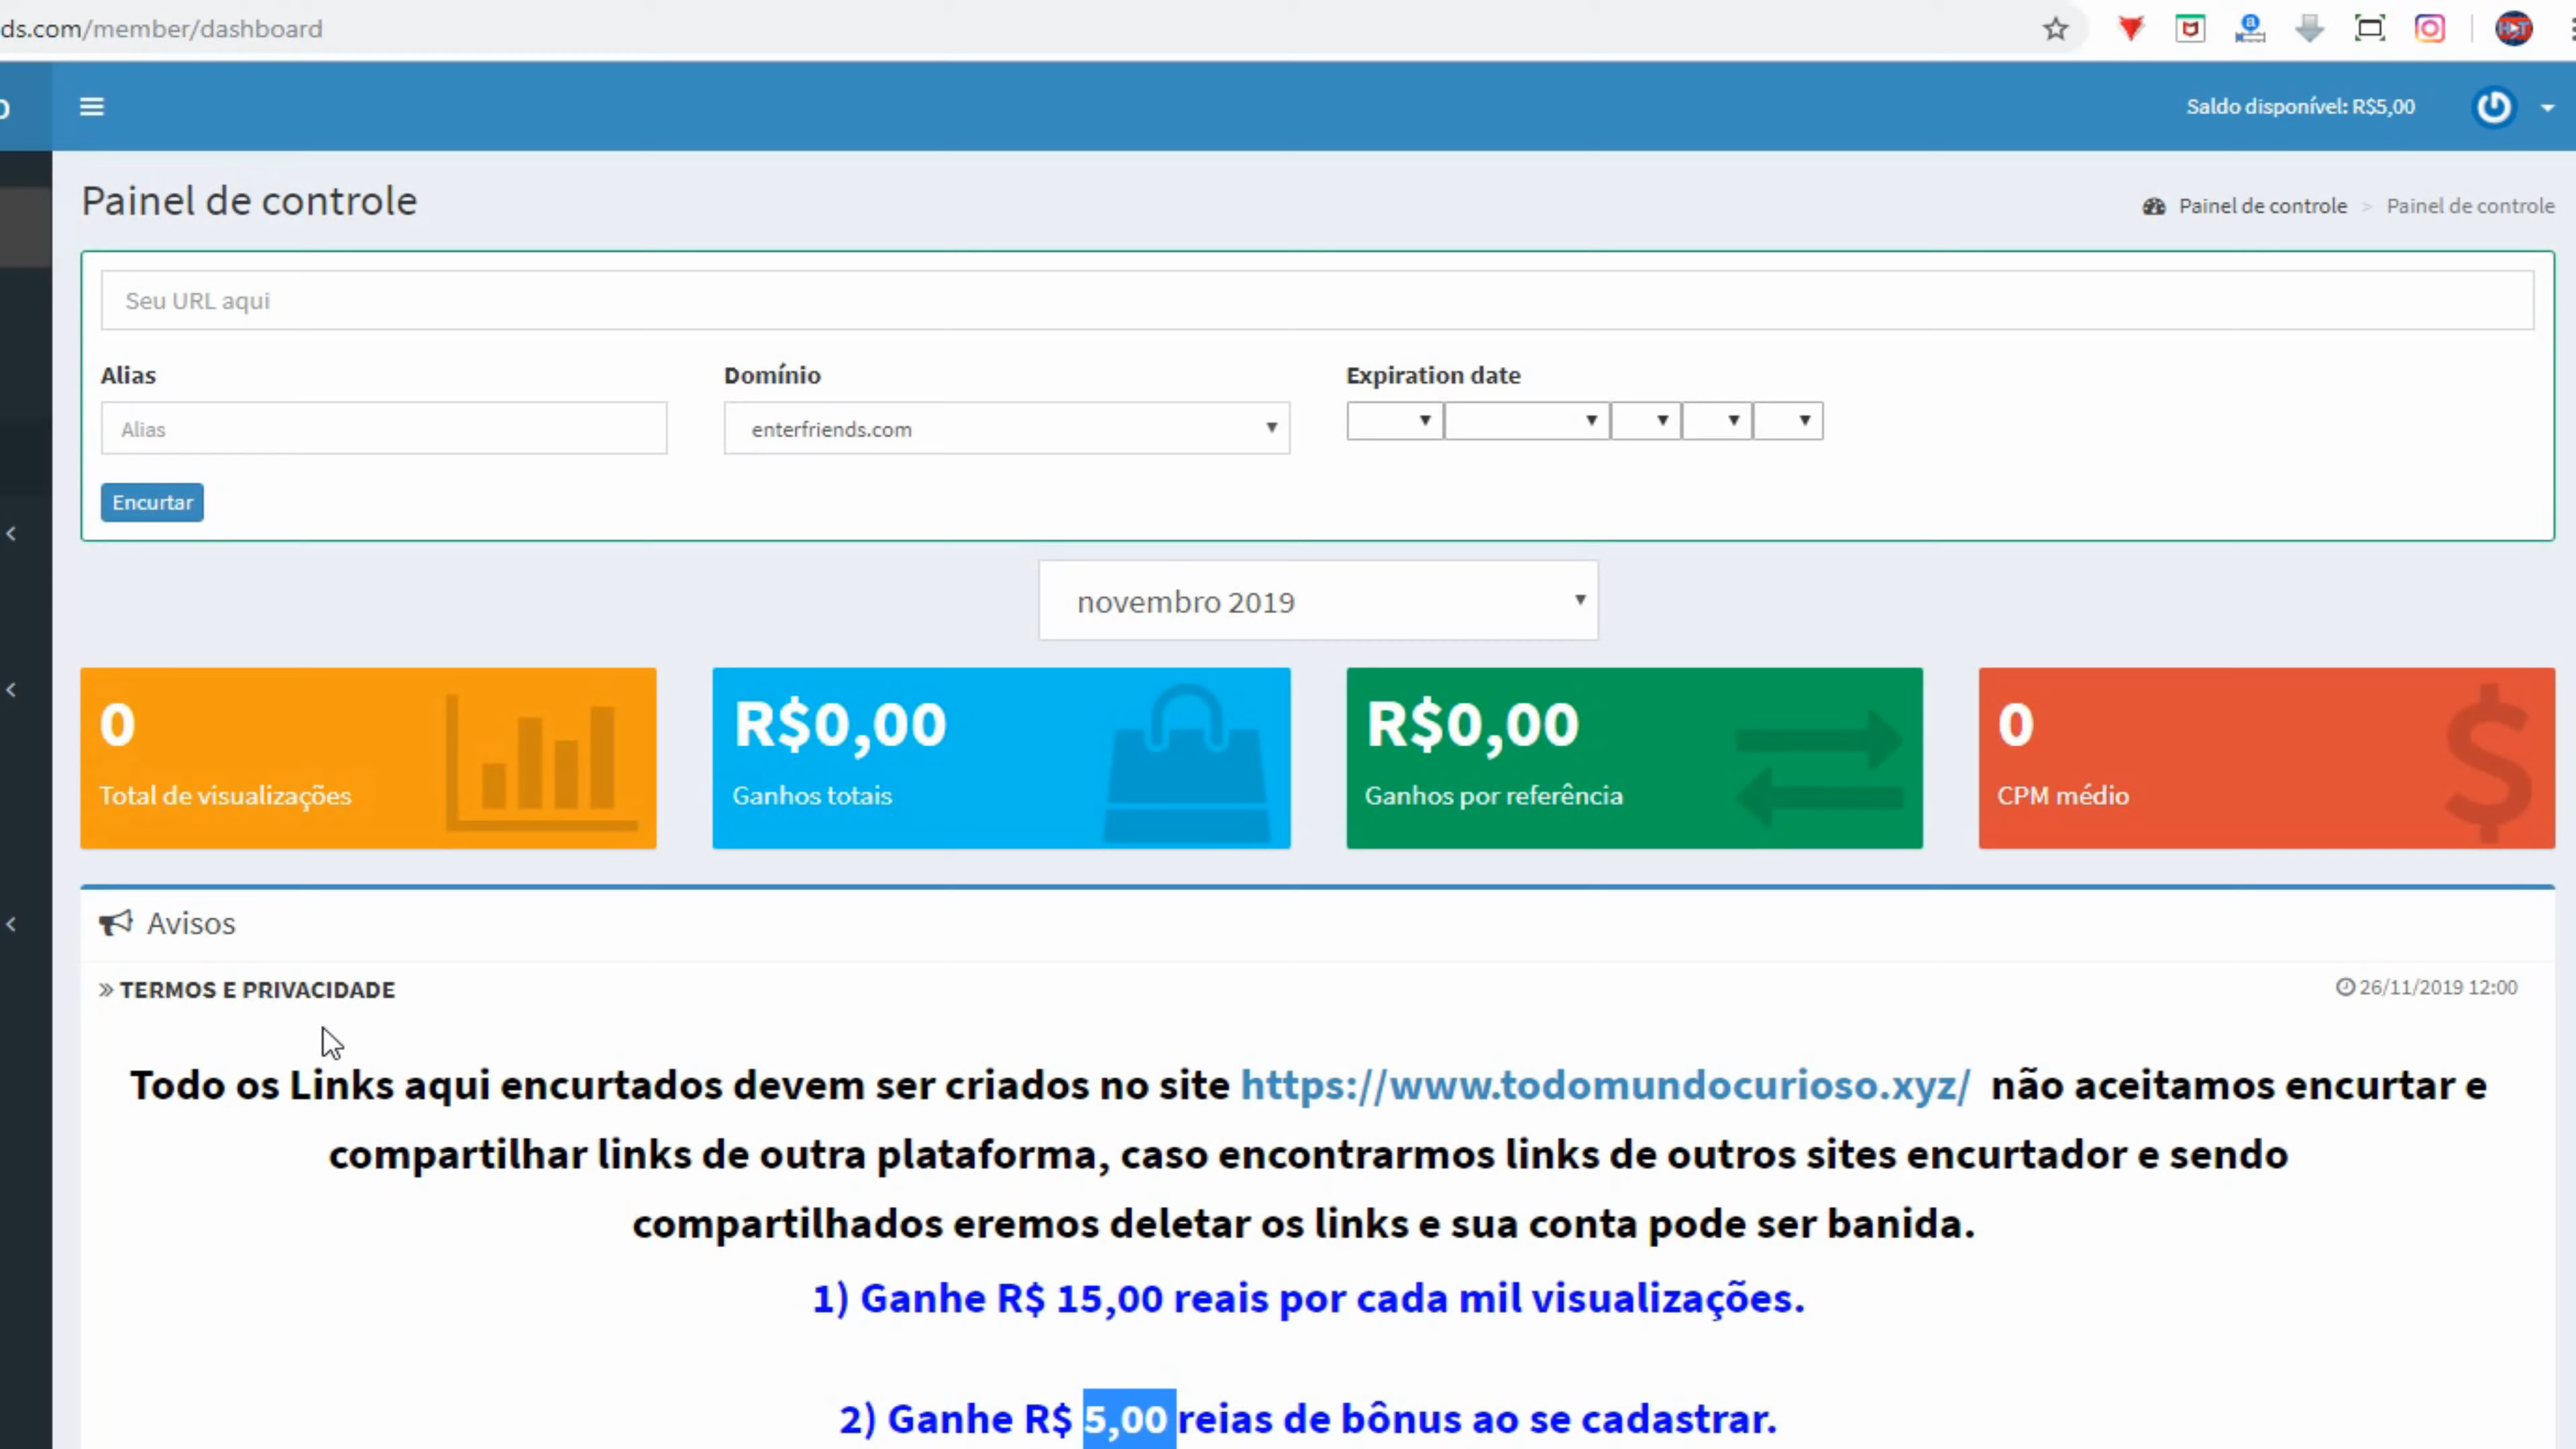 ds.com/member/dashboard
Saldo disponível: R$5,00
Painel de controle
Painel de controle > Painel de controle
Seu URL aqui
Alias
Domínio
Expiration date
Alias
enterfriends.com
Encurtar
novembro 2019
0
Total de visualizações
R$0,00
Ganhos totais
R$0,00
Ganhos por referência
0
CPM médio
Avisos
» TERMOS E PRIVACIDADE
26/11/2019 12:00
Todo os Links aqui encurtados devem ser criados no site https://www.todomundocurioso.xyz/ não aceitamos encurtar e
compartilhar links de outra plataforma, caso encontrarmos links de outros sites encurtador e sendo
compartilhados eremos deletar os links e sua conta pode ser banida.
1) Ganhe R$ 15,00 reais por cada mil visualizações.
2) Ganhe R$ 5,00 reias de bônus ao se cadastrar.